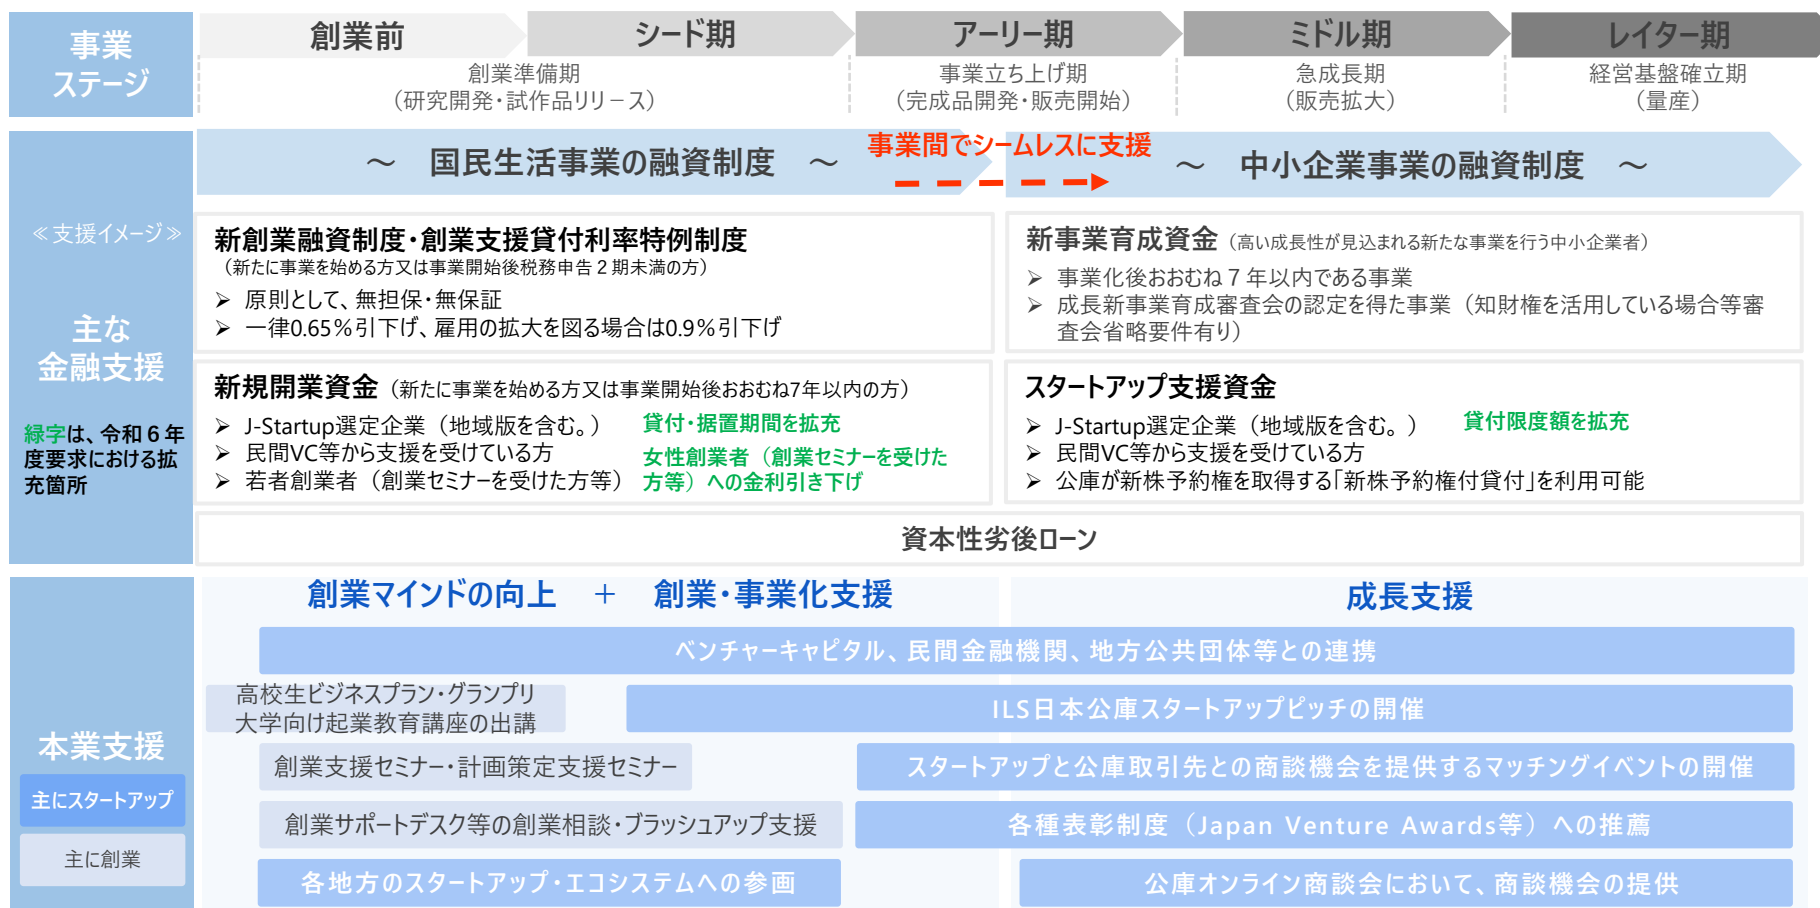 事業
ステージ
創業前
シード期
アーリー期
ミドル期
レイター期
創業準備期
（研究開発・試作品リリース）
事業立ち上げ期
（完成品開発・販売開始）
急成長期
（販売拡大）
経営基盤確立期
（量産）
≪支援イメージ≫
主な
金融支援
緑字は、令和６年
度要求における拡
充箇所
～　国民生活事業の融資制度　～
事業間でシームレスに支援
～　中小企業事業の融資制度　～
新創業融資制度・創業支援貸付利率特例制度
（新たに事業を始める方又は事業開始後税務申告２期未満の方）
➢ 原則として、無担保・無保証
➢ 一律0.65％引下げ、雇用の拡大を図る場合は0.9％引下げ
新事業育成資金（高い成長性が見込まれる新たな事業を行う中小企業者）
➢ 事業化後おおむね７年以内である事業
➢ 成長新事業育成審査会の認定を得た事業（知財権を活用している場合等審
査会省略要件有り）
新規開業資金（新たに事業を始める方又は事業開始後おおむね7年以内の方）
➢ J-Startup選定企業（地域版を含む。）
➢ 民間VC等から支援を受けている方
➢ 若者創業者（創業セミナーを受けた方等）
貸付・据置期間を拡充
女性創業者（創業セミナーを受けた
方等）への金利引き下げ
スタートアップ支援資金
➢ J-Startup選定企業（地域版を含む。）
➢ 民間VC等から支援を受けている方
➢ 公庫が新株予約権を取得する「新株予約権付貸付」を利用可能
貸付限度額を拡充
資本性劣後ローン
本業支援
主にスタートアップ
主に創業
創業マインドの向上　＋　創業・事業化支援
成長支援
ベンチャーキャピタル、民間金融機関、地方公共団体等との連携
高校生ビジネスプラン・グランプリ
大学向け起業教育講座の出講
ILS日本公庫スタートアップピッチの開催
創業支援セミナー・計画策定支援セミナー
スタートアップと公庫取引先との商談機会を提供するマッチングイベントの開催
創業サポートデスク等の創業相談・ブラッシュアップ支援
各種表彰制度（Japan Venture Awards等）への推薦
各地方のスタートアップ・エコシステムへの参画
公庫オンライン商談会において、商談機会の提供